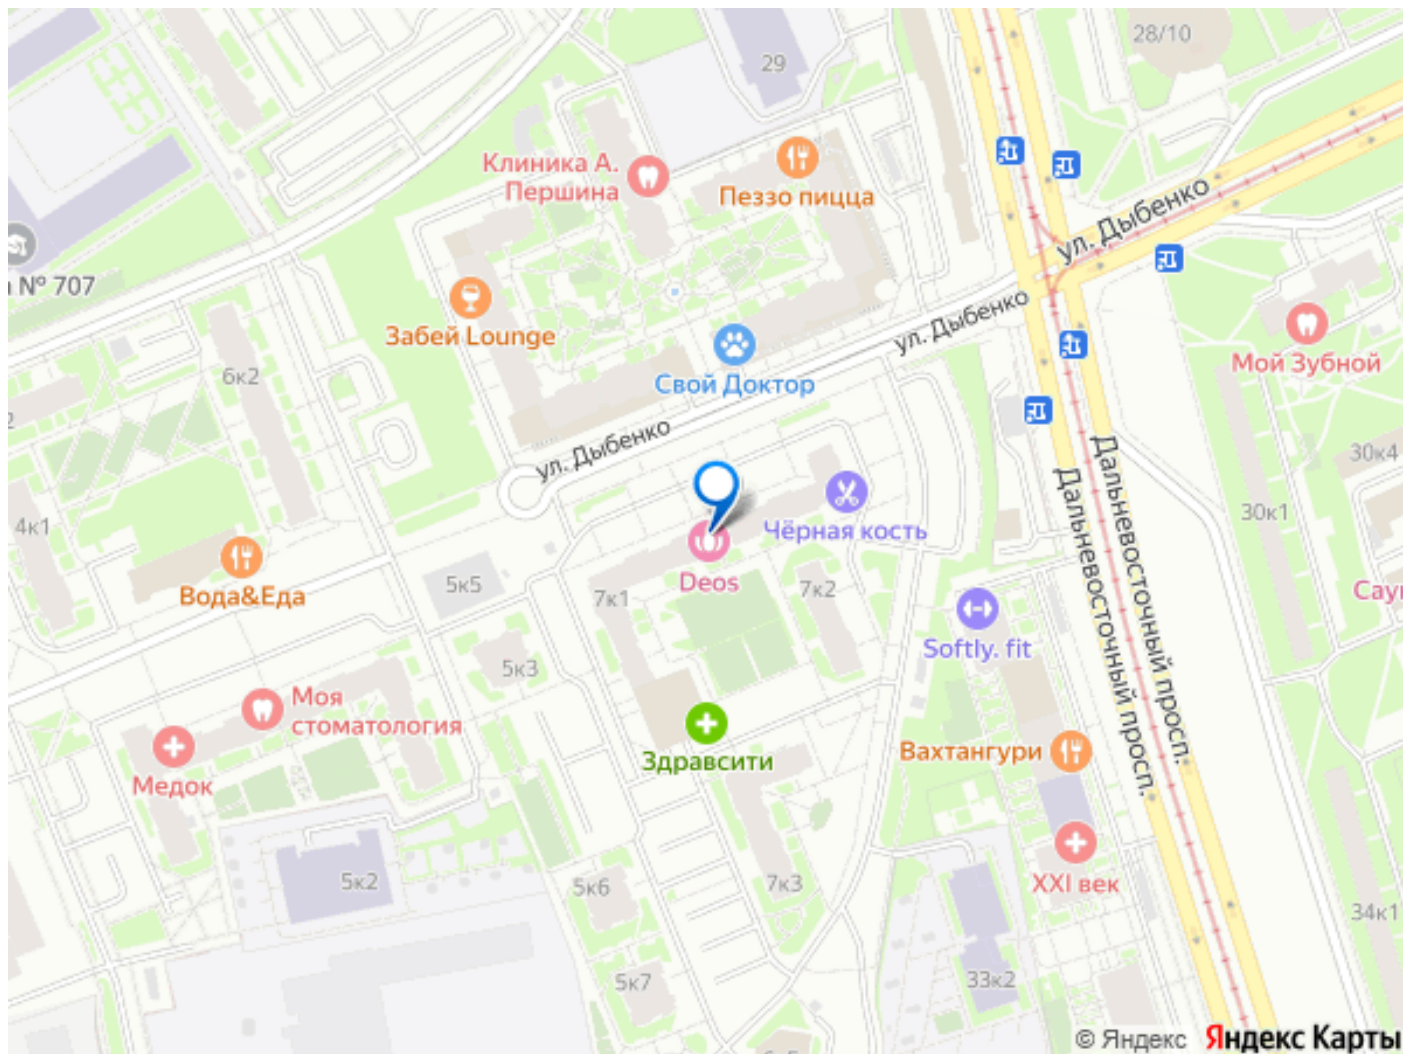 28/10
29
Клиника А.
Першина
Пеззо пицца
ул. Дыбенко
№ 707
Забей Lounge
ул. Дыбенко
Мой Зубной
6к2
Свой Доктор
ул. Дыбенко
30к4
4к1
Чёрная кость
30к1
Дальневосточный просп.
Дальневосточный просп.
Вода&Еда
5к5
Deos
7к1
7к2
Softly. fit
5к3
Моя
стоматология
Здравсити
Вахтангури
Медок
5к2
5к6
7к3
XXI век
34к1
5к7
33к2
© Яндекс Яндекс Карты